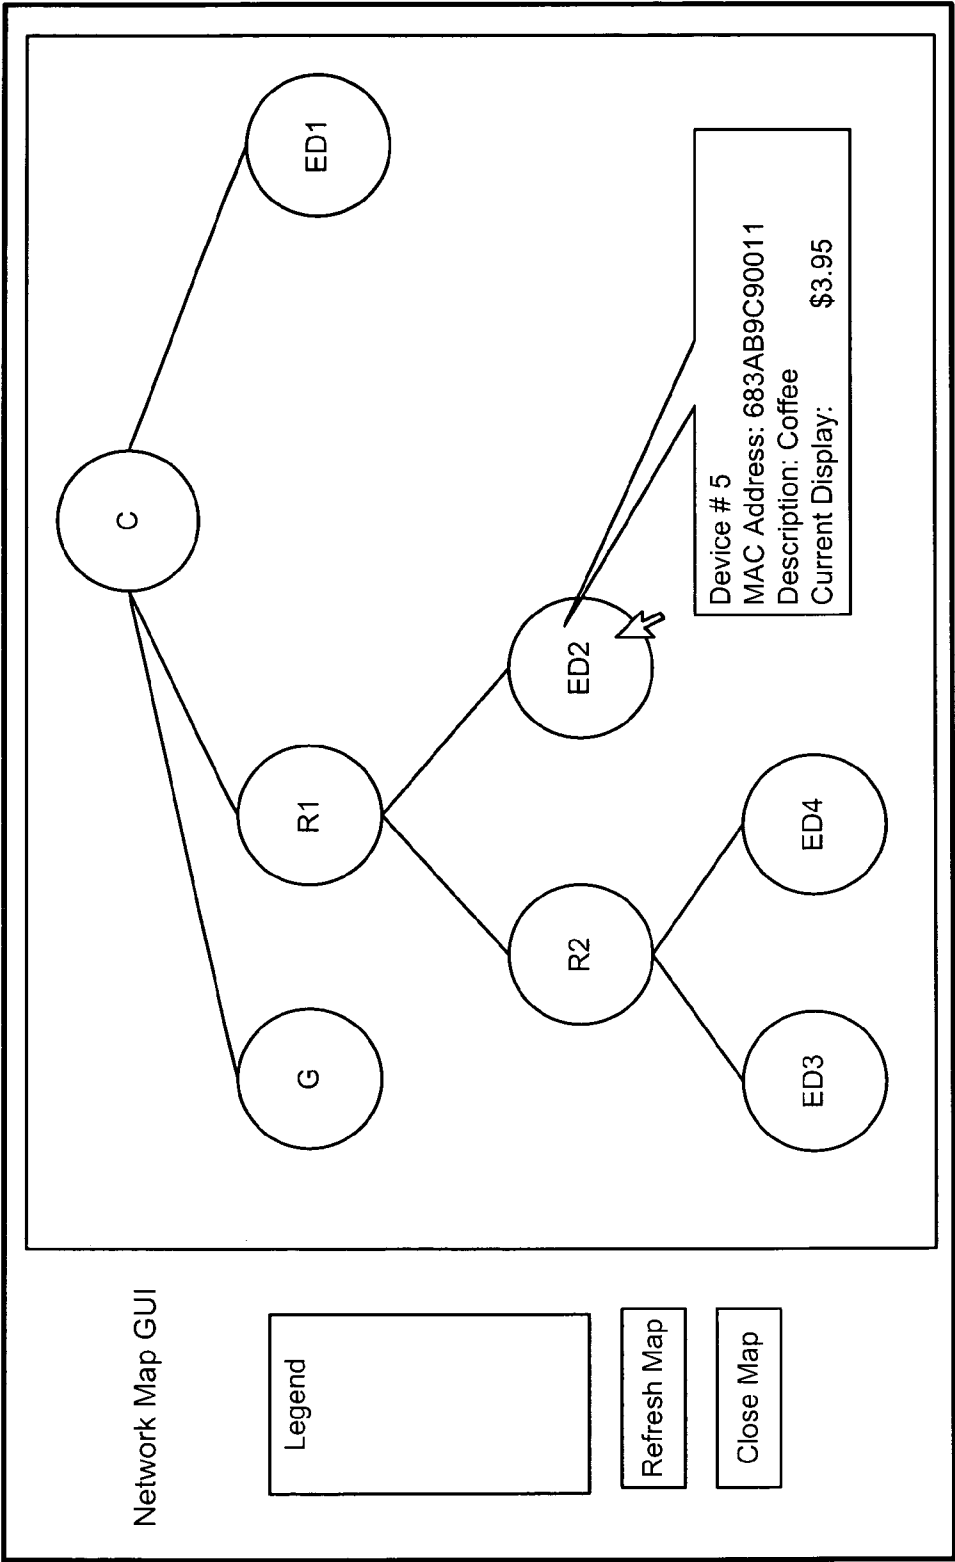 Network Map GUI
Legend
Refresh Map
Close Map
C
G
R1
ED1
R2
ED2
ED3
ED4
Device # 5
MAC Address: 683AB9C90011
Description: Coffee
Current Display: $3.95